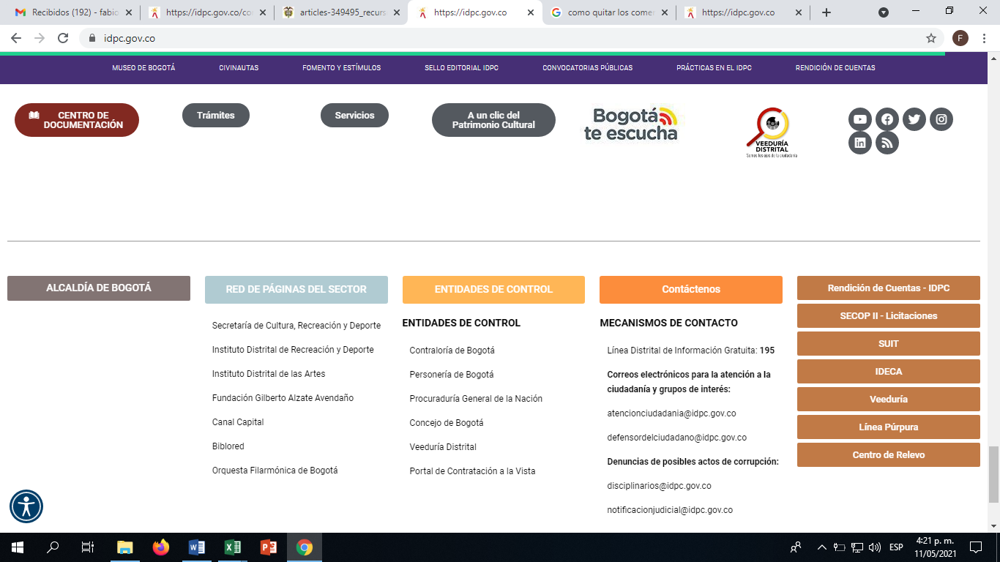 Recibidos (192) - fabio
https://idpc.gov.co/co
articles-349495_recurs
https://idpc.gov.co
como quitar los come
https://idpc.gov.co
idpc.gov.co
F
MUSEO DE BOGOTÁ
CIVINAUTAS
FOMENTO Y ESTÍMULOS
SELLO EDITORIAL IDPC
CONVOCATORIAS PÚBLICAS
PRÁCTICAS EN EL IDPC
RENDICIÓN DE CUENTAS
CENTRO DE
DOCUMENTACIÓN
Trámites
Servicios
A un clic del
Patrimonio Cultural
Bogotá
te escucha
VEEDURÍA
DISTRITAL
Somos los ojos de la ciudadanía
ALCALDÍA DE BOGOTÁ
RED DE PÁGINAS DEL SECTOR
Secretaría de Cultura, Recreación y Deporte
Instituto Distrital de Recreación y Deporte
Instituto Distrital de las Artes
Fundación Gilberto Alzate Avendaño
Canal Capital
Biblored
Orquesta Filarmónica de Bogotá
ENTIDADES DE CONTROL
ENTIDADES DE CONTROL
Contraloría de Bogotá
Personería de Bogotá
Procuraduría General de la Nación
Concejo de Bogotá
Veeduría Distrital
Portal de Contratación a la Vista
Contáctenos
MECANISMOS DE CONTACTO
Línea Distrital de Información Gratuita: 195
Correos electrónicos para la atención a la
ciudadanía y grupos de interés:
atencionciudadania@idpc.gov.co
defensordelciudadano@idpc.gov.co
Denuncias de posibles actos de corrupción:
disciplinarios@idpc.gov.co
notificacionjudicial@idpc.gov.co
Rendición de Cuentas - IDPC
SECOP II - Licitaciones
SUIT
IDECA
Veeduría
Línea Púrpura
Centro de Relevo
ESP
4:21 p. m.
11/05/2021